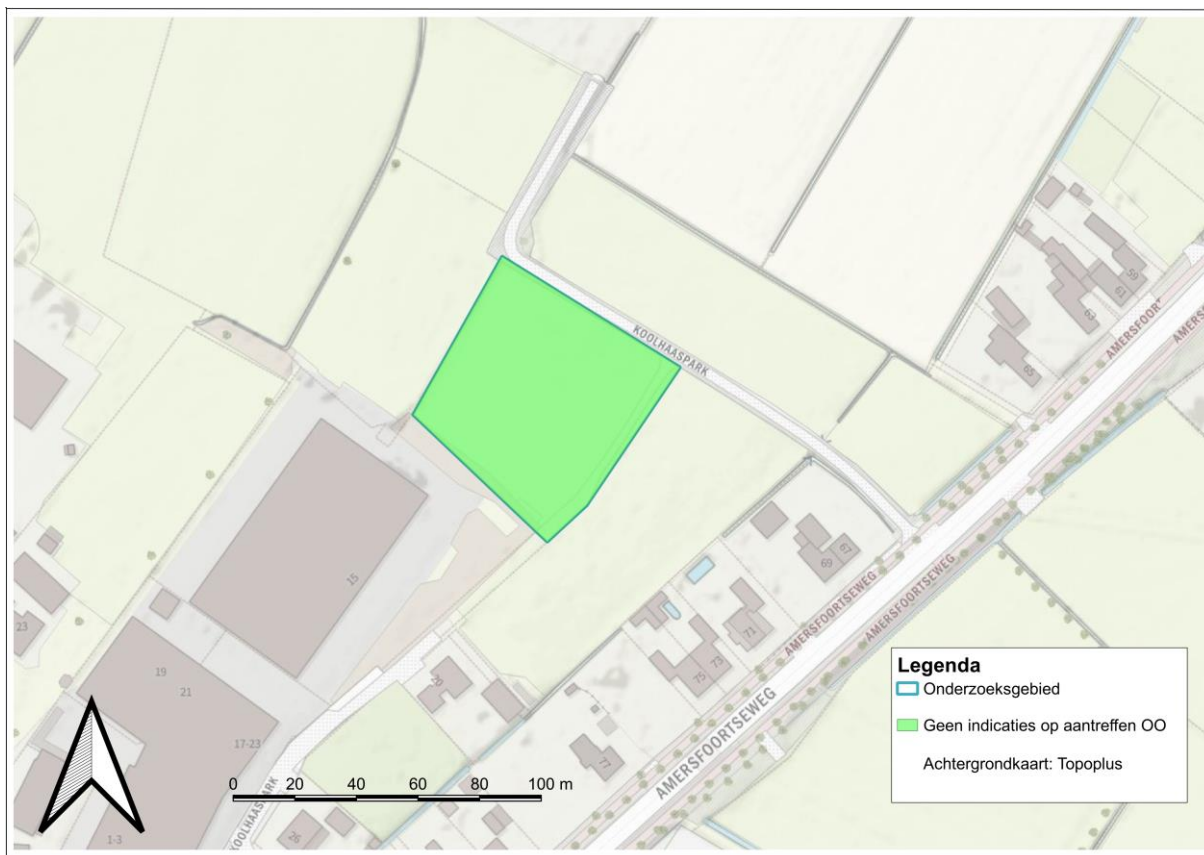 KOOLHAASPARK
59
61
63
65
AMERSFOORT
AMERSF
15
67
69
71
73
75
77
AMERSFOORTSEWEG
AMERSFOORTSEWEG
AMERSFOORTSEWEG
23
19
21
17-23
20
1-3
26
KOOLHAASPARK
0 20 40 60 80 100 m
Legenda
Onderzoeksgebied
Geen indicaties op aantreffen OO
Achtergrondkaart: Topoplus